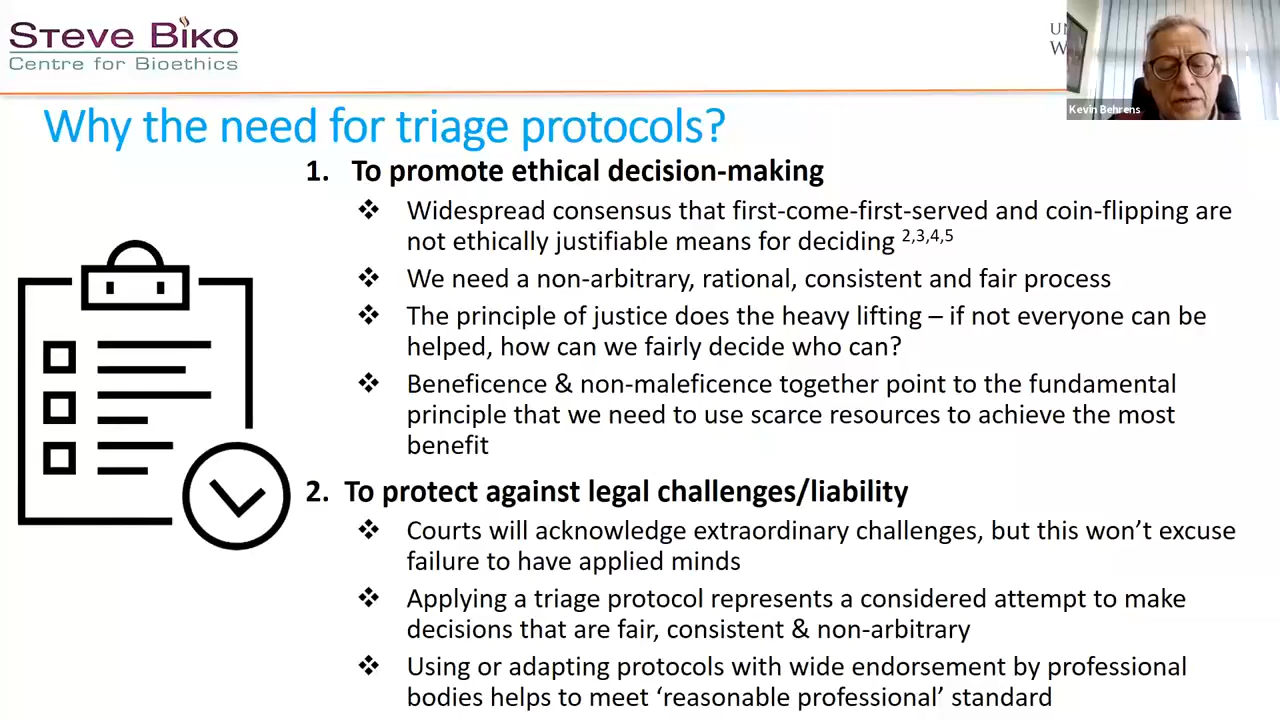 STEVE BIKO
Centre for Bioethics
Kevin Behrens
Why the need for triage protocols?
1. To promote ethical decision-making
❖ Widespread consensus that first-come-first-served and coin-flipping are
not ethically justifiable means for deciding 2,3,4,5
❖ We need a non-arbitrary, rational, consistent and fair process
❖ The principle of justice does the heavy lifting – if not everyone can be
helped, how can we fairly decide who can?
❖ Beneficence & non-maleficence together point to the fundamental
principle that we need to use scarce resources to achieve the most
benefit
2. To protect against legal challenges/liability
❖ Courts will acknowledge extraordinary challenges, but this won’t excuse
failure to have applied minds
❖ Applying a triage protocol represents a considered attempt to make
decisions that are fair, consistent & non-arbitrary
❖ Using or adapting protocols with wide endorsement by professional
bodies helps to meet ‘reasonable professional’ standard